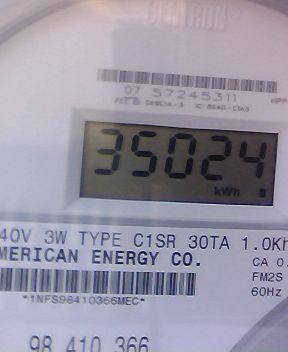 CENTRON
07 57245311
35024
kWh
40V 3W TYPE C1SR 30TA 1.0Kh
MERICAN ENERGY CO.
CA 0.
FM2S
60Hz
*1NFS98410366MEC*
98 410 366